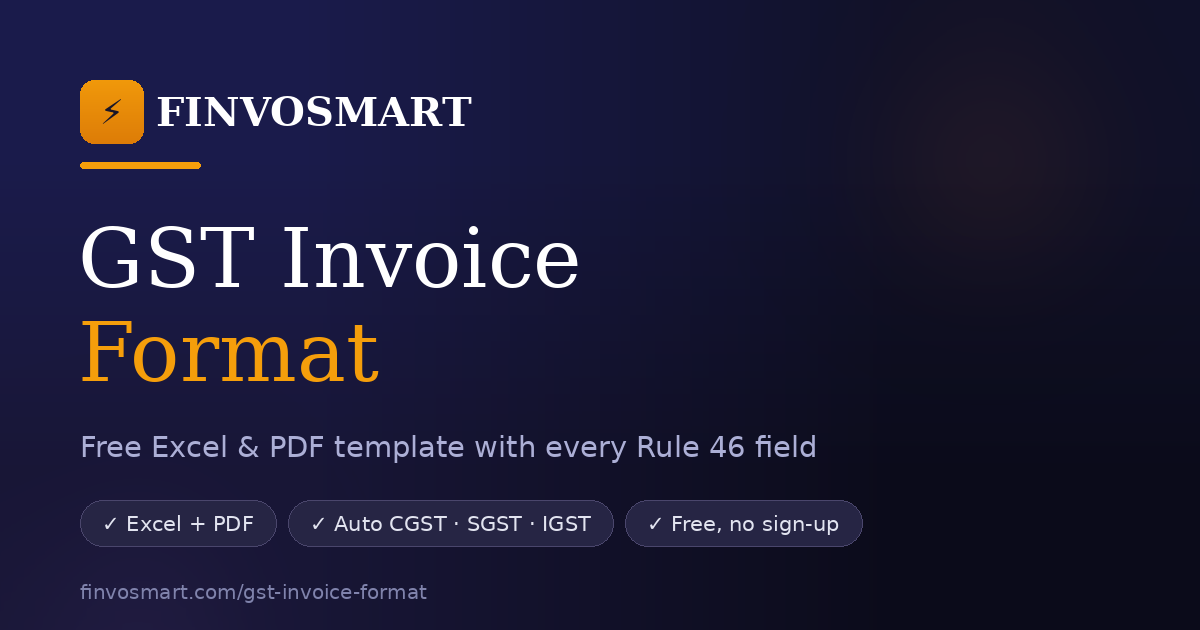 ⚡ FINVOSMART
GST Invoice
Format
Free Excel & PDF template with every Rule 46 field
✓ Excel + PDF ✓ Auto CGST · SGST · IGST ✓ Free, no sign-up
finvosmart.com/gst-invoice-format